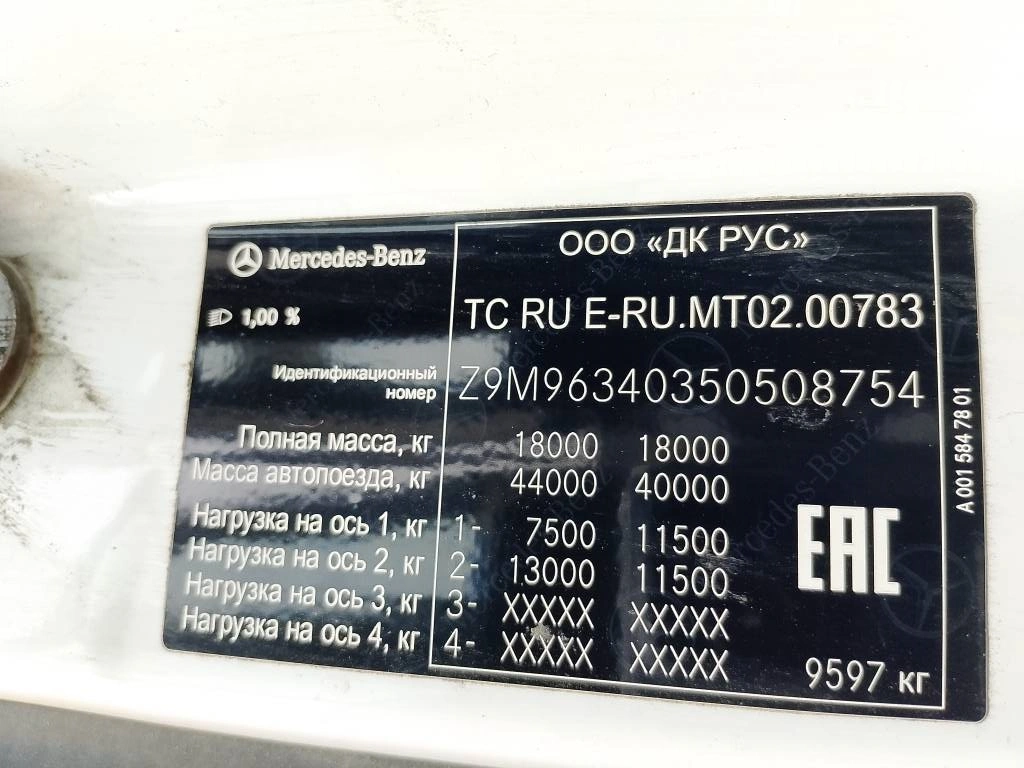 Mercedes-Benz
ООО «ДК РУС»
1,00 %
ТС RU E-RU.MT02.00783
Идентификационный
номер
Z9M96340350508754
Полная масса, кг 18000 18000
Масса автопоезда, кг 44000 40000
Нагрузка на ось 1, кг 1- 7500 11500
Нагрузка на ось 2, кг 2- 13000 11500
Нагрузка на ось 3, кг 3- XXXXX XXXXX
Нагрузка на ось 4, кг 4- XXXXX XXXXX
EAC
9597 кг
A 001 584 78 01